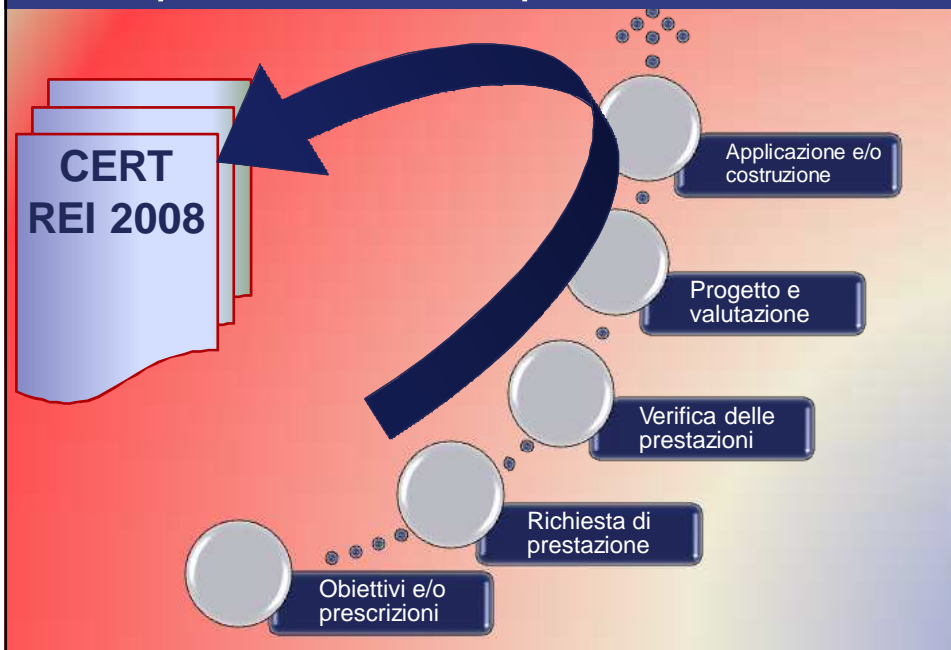 CERT
REI 2008
Applicazione e/o
costruzione
Progetto e
valutazione
Verifica delle
prestazioni
Richiesta di
prestazione
Obiettivi e/o
prescrizioni